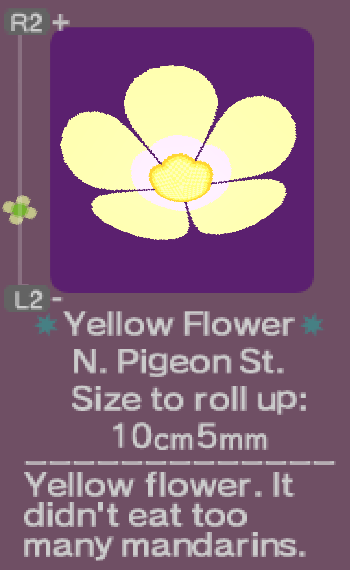 R2 +
L2 -
Yellow Flower
N. Pigeon St.
Size to roll up:
10cm5mm
Yellow flower. It
didn't eat too
many mandarins.